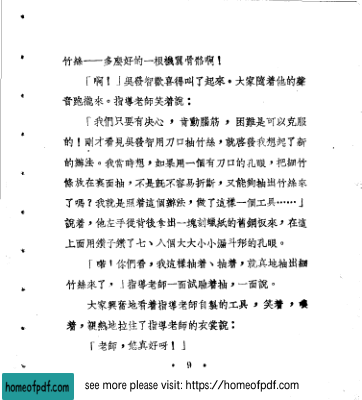 竹絲——多麼好的一根機翼骨骼啊！
「啊！」吳發智歡喜得叫了起來。大家隨着他的聲
音跑攏來。指導老師笑着說：
「我們只要有決心，肯動腦筋，困難是可以克服
的！剛才看見吳發智用刀口抽竹絲，就啓發我想起了新
的辦法。我當時想，如果用一個有刀口的孔眼，把細竹
條放在裏面抽，不是既不容易折斷，又能夠抽出竹絲來
了嗎？我就是照着這個辦法，做了這樣一個工具……」
說着，他左手從背後拿出一塊刻蠟紙的舊鋼板來，在這
上面用鑽子鑽了七、八個大大小小漏斗形的孔眼。
「喏！你們看，我這樣抽着、抽着，就真地抽出細
竹絲來了。」指導老師一面試驗着抽，一面說。
大家興奮地看着指導老師自製的工具，笑着，嚷
着，親熱地拉住了指導老師的衣裳說：
「老師，您真好呀！」
• 9 •
homeofpdf.com
see more please visit: https://homeofpdf.com